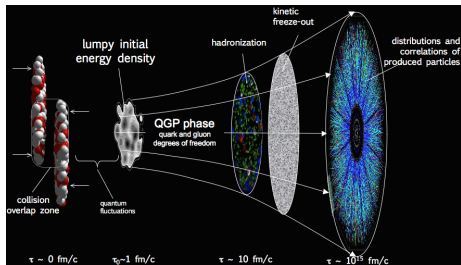 kinetic freeze-out
lumpy initial
energy density
hadronization
distributions and
correlations of
produced particles
QGP phase
quark and gluon
degrees of freedom
collision
overlap zone
quantum
fluctuations
τ ~ 0 fm/c
τ₀~1 fm/c
τ ~ 10 fm/c
τ ~ 10¹⁵ fm/c